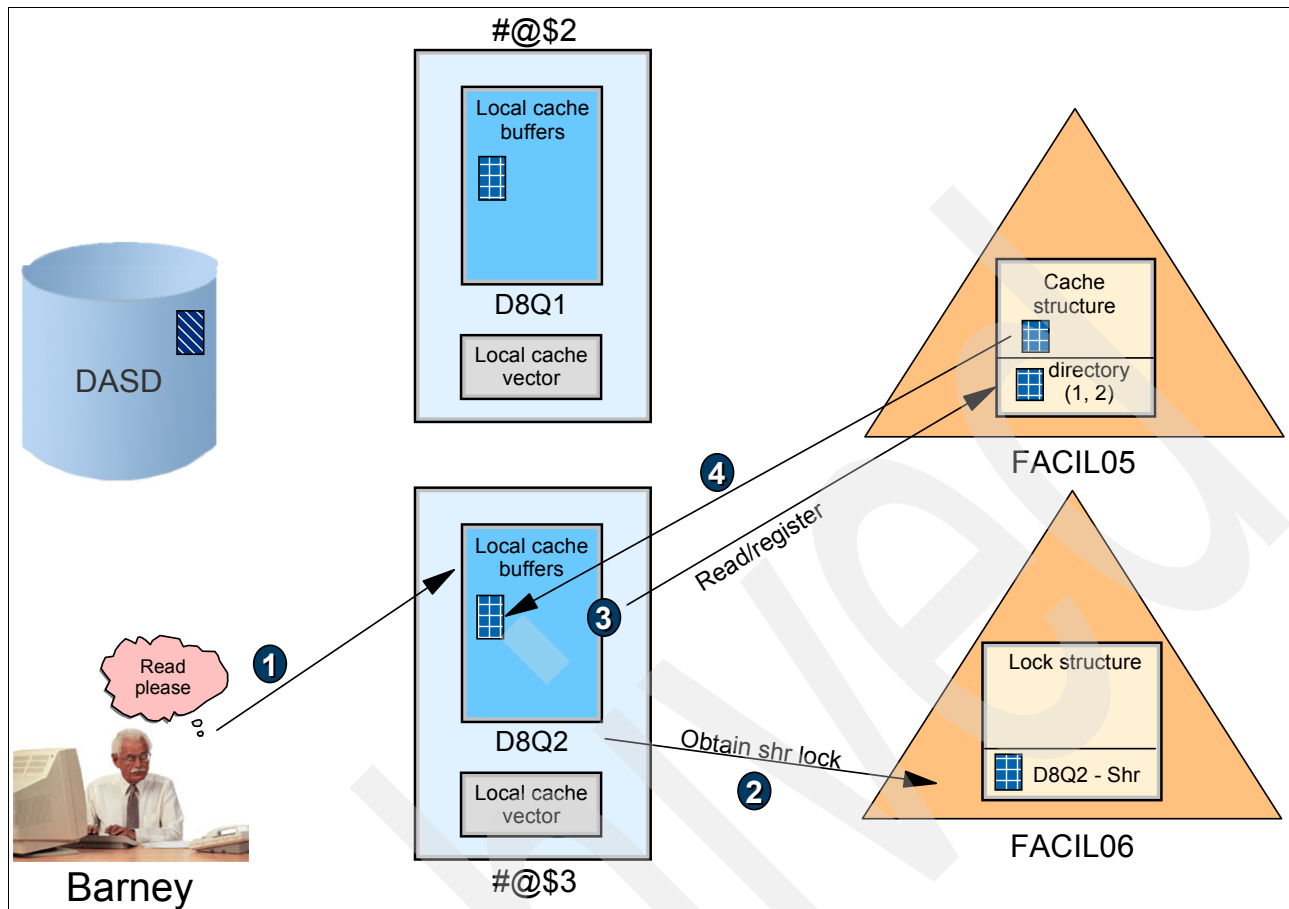 #@$2
Local cache
buffers
D8Q1
Local cache
vector
DASD
Cache
structure
directory
(1, 2)
FACIL05
4
Read/register
Local cache
buffers
3
1
Read
please
D8Q2
Obtain shr lock
2
Lock structure
D8Q2 - Shr
Local cache
vector
FACIL06
Barney
#@$3